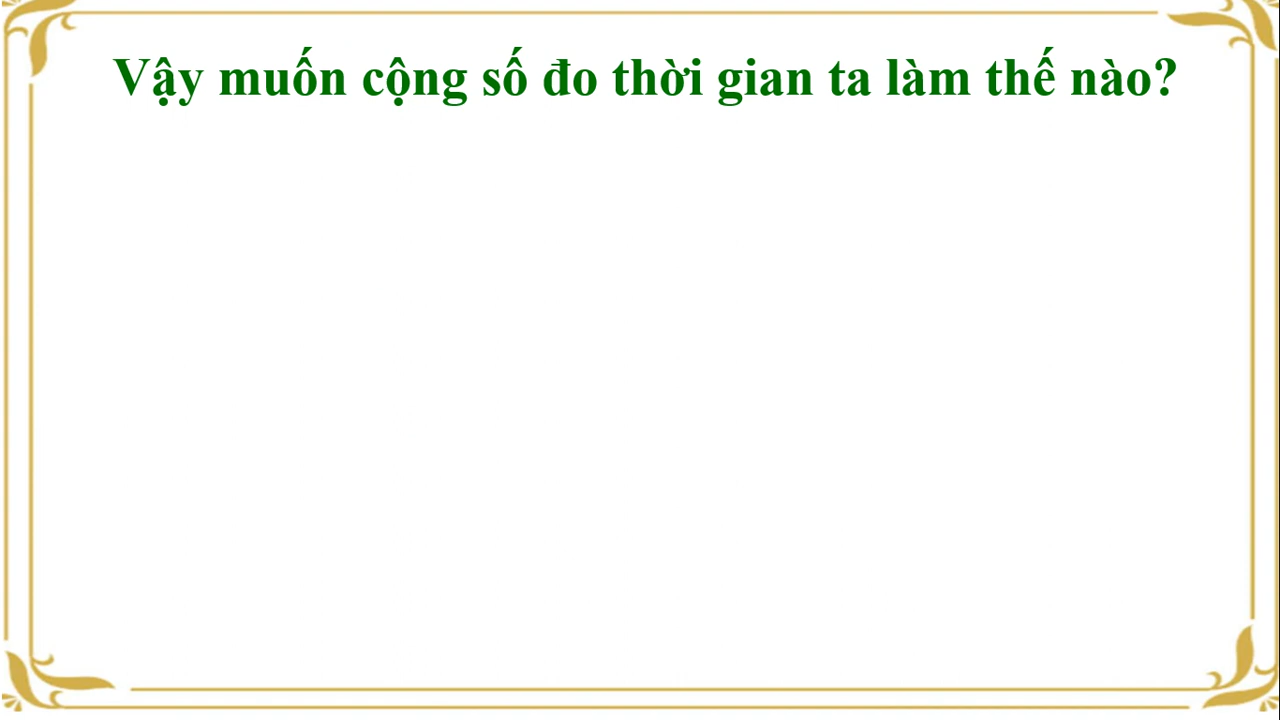 Vậy muốn cộng số đo thời gian ta làm thế nào?